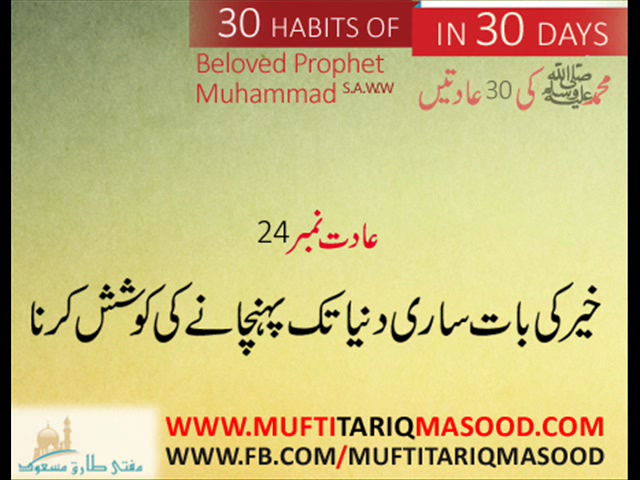 30 HABITS OF IN 30 DAYS
Beloved Prophet
Muhammad S.A.W.W
محمد ﷺ کی 30 عادتیں
عادت نمبر 24
خیر کی بات ساری دنیا تک پہنچانے کی کوشش کرنا
WWW.MUFTITARIQMASOOD.COM
WWW.FB.COM/MUFTITARIQMASOOD
مفتی طارق مسعود